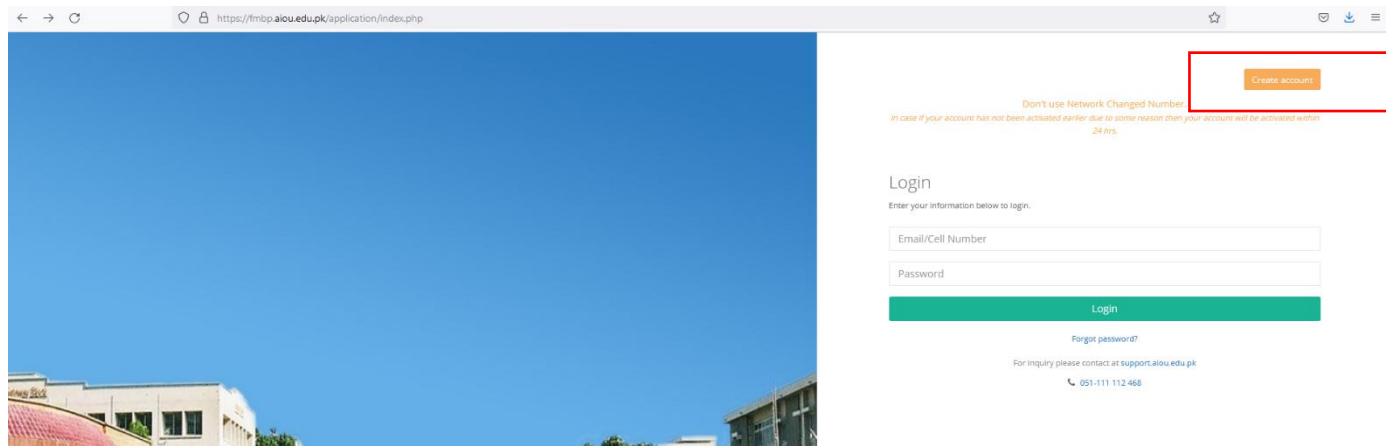 https://fmbp.aiou.edu.pk/application/index.php
Create account
Don't use Network Changed Number.
In case if your account has not been activated earlier due to some reason then your account will be activated within
24 hrs.
Login
Enter your information below to login.
Email/Cell Number
Password
Login
Forgot password?
For inquiry please contact at support.aiou.edu.pk
051-111 112 468